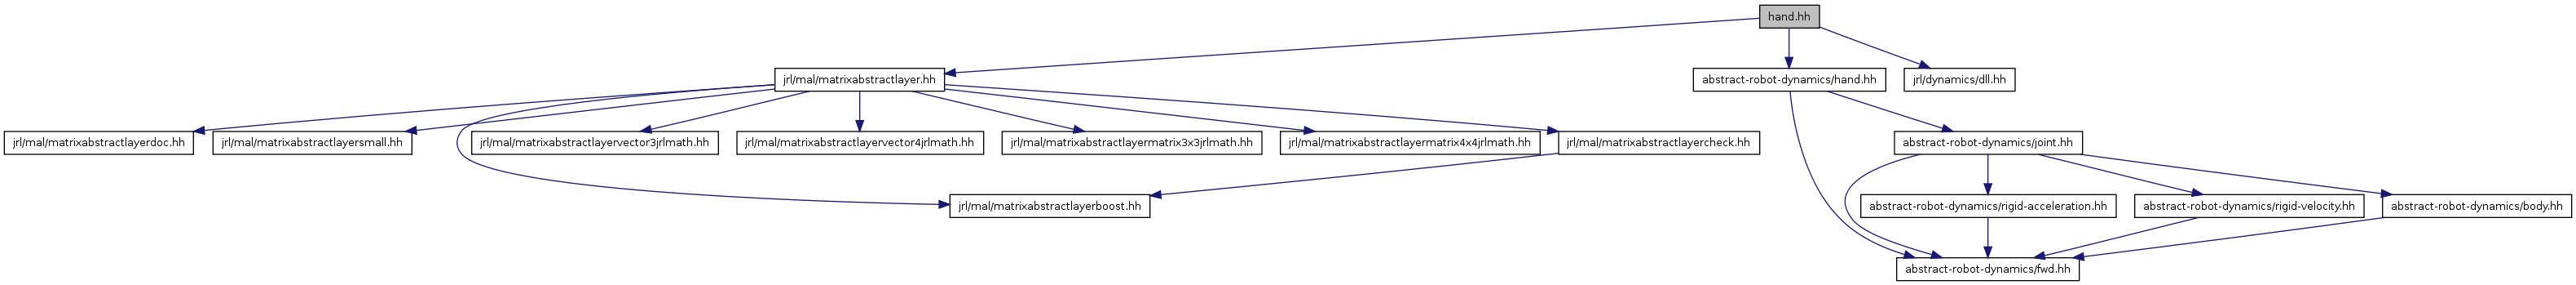 hand.hh
jrl/mal/matrixabstractlayer.hh
abstract-robot-dynamics/hand.hh
jrl/dynamics/dll.hh
jrl/mal/matrixabstractlayerdoc.hh
jrl/mal/matrixabstractlayersmall.hh
jrl/mal/matrixabstractlayervector3jrlmath.hh
jrl/mal/matrixabstractlayervector4jrlmath.hh
jrl/mal/matrixabstractlayermatrix3x3jrlmath.hh
jrl/mal/matrixabstractlayermatrix4x4jrlmath.hh
jrl/mal/matrixabstractlayercheck.hh
abstract-robot-dynamics/joint.hh
jrl/mal/matrixabstractlayerboost.hh
abstract-robot-dynamics/rigid-acceleration.hh
abstract-robot-dynamics/rigid-velocity.hh
abstract-robot-dynamics/body.hh
abstract-robot-dynamics/fwd.hh